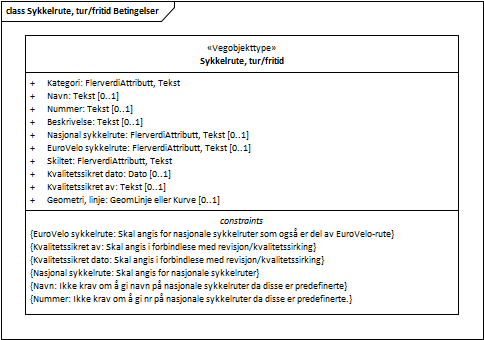 class Sykkelrute, tur/fritid Betingelser
«Vegobjekttype»
Sykkelrute, tur/fritid
+ Kategori: FlerverdiAttributt, Tekst
+ Navn: Tekst [0..1]
+ Nummer: Tekst [0..1]
+ Beskrivelse: Tekst [0..1]
+ Nasjonal sykkelrute: FlerverdiAttributt, Tekst [0..1]
+ EuroVelo sykkelrute: FlerverdiAttributt, Tekst [0..1]
+ Skiltet: FlerverdiAttributt, Tekst
+ Kvalitetssikret dato: Dato [0..1]
+ Kvalitetssikret av: Tekst [0..1]
+ Geometri, linje: GeomLinje eller Kurve [0..1]
constraints
{EuroVelo sykkelrute: Skal angis for nasjonale sykkelruter som også er del av EuroVelo-rute}
{Kvalitetssikret av: Skal angis i forbindlese med revisjon/kvalitetssirking}
{Kvalitetssikret dato: Skal angis i forbindlese med revisjon/kvalitetssirking}
{Nasjonal sykkelrute: Skal angis for nasjonale sykkelruter}
{Navn: Ikke krav om å gi navn på nasjonale sykkelruter da disse er predefinerte}
{Nummer: Ikke krav om å gi nr på nasjonale sykkelruter da disse er predefinerte.}